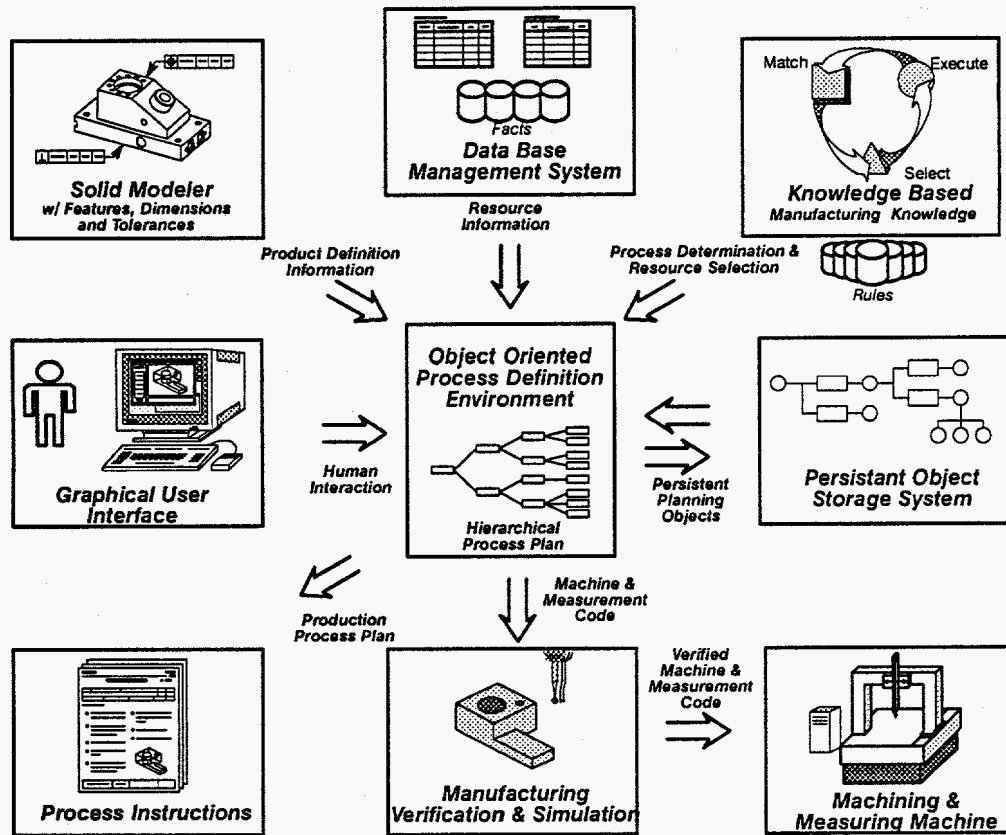 Solid Modeler
w/ Features, Dimensions
and Tolerances
Facts
Data Base
Management System
Match
Execute
Select
Knowledge Based
Manufacturing Knowledge
Product Definition
Information
Resource
Information
Process Determination &
Resource Selection
Rules
Graphical User
Interface
Human
Interaction
Object Oriented
Process Definition
Environment
Hierarchical
Process Plan
Persistent
Planning
Objects
Persistant Object
Storage System
Production
Process Plan
Machine &
Measurement
Code
Process Instructions
Manufacturing
Verification & Simulation
Verified
Machine &
Measurement
Code
Machining &
Measuring Machine